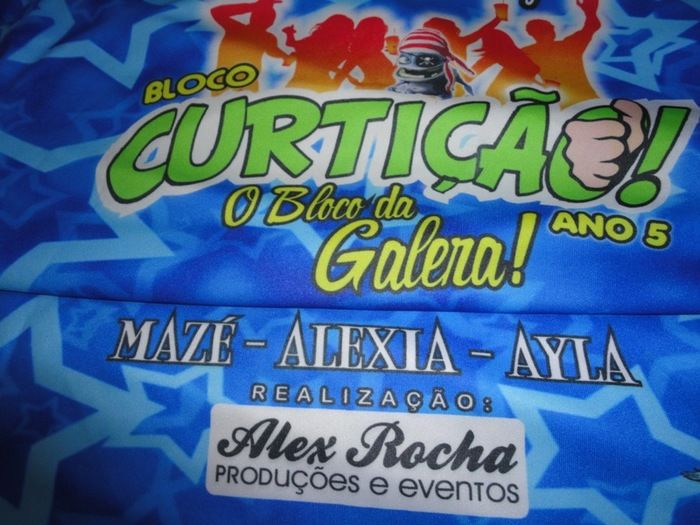 BLOCO
CURTIÇÃO!
O Bloco da
Galera!
ANO 5
MAZÉ - ALEXIA - AYLA
REALIZAÇÃO:
Alex Rocha
PRODUÇÕES e eventos